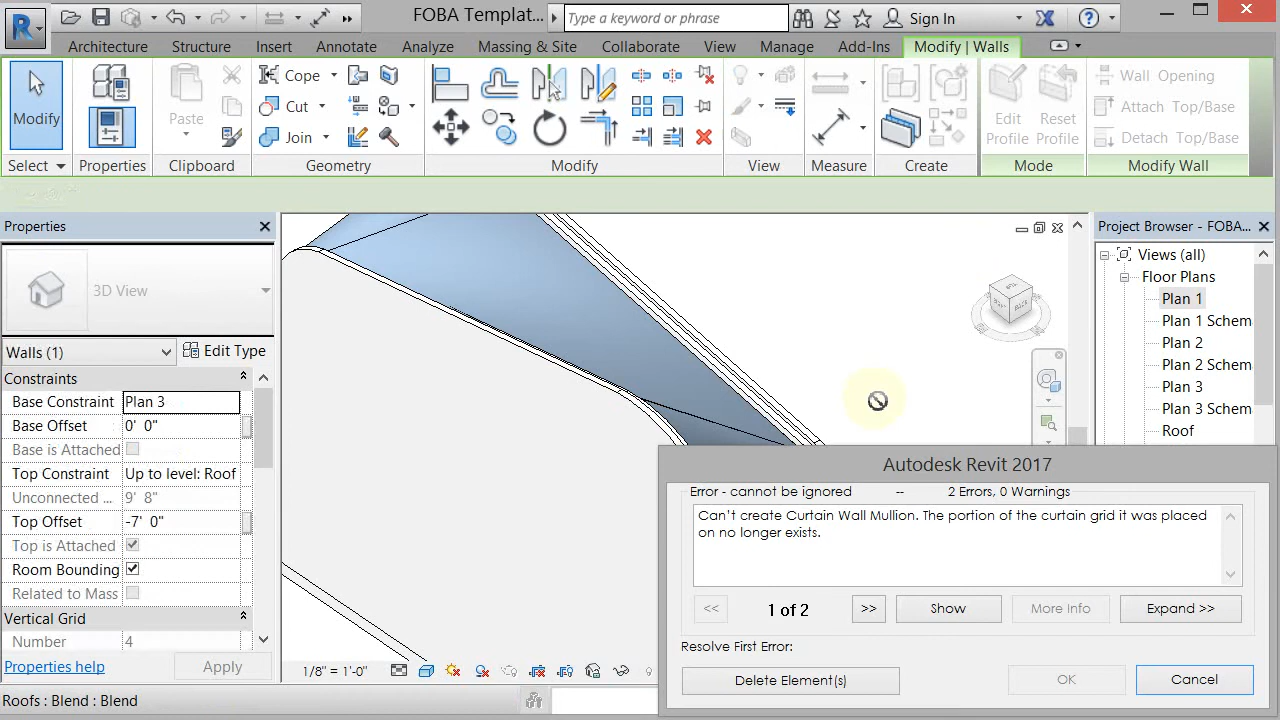 FOBA Templat...
Type a keyword or phrase
Sign In
Architecture Structure Insert Annotate Analyze Massing & Site Collaborate View Manage Add-Ins Modify | Walls
Modify
Paste
Cope
Cut
Join
Edit Profile
Reset Profile
Wall Opening
Attach Top/Base
Detach Top/Base
Select Properties Clipboard Geometry Modify View Measure Create Mode Modify Wall
Properties
3D View
Walls (1)
Edit Type
Constraints
Base Constraint Plan 3
Base Offset 0' 0"
Base is Attached
Top Constraint Up to level: Roof
Unconnected ... 9' 8"
Top Offset -7' 0"
Top is Attached
Room Bounding
Related to Mass
Vertical Grid
Number 4
Properties help
Apply
1/8" = 1'-0"
Roofs : Blend : Blend
Project Browser - FOBA...
Views (all)
Floor Plans
Plan 1
Plan 1 Schem
Plan 2
Plan 2 Schem
Plan 3
Plan 3 Schem
Roof
Autodesk Revit 2017
Error - cannot be ignored -- 2 Errors, 0 Warnings
Can't create Curtain Wall Mullion. The portion of the curtain grid it was placed
on no longer exists.
<< 1 of 2 >> Show More Info Expand >>
Resolve First Error:
Delete Element(s) OK Cancel